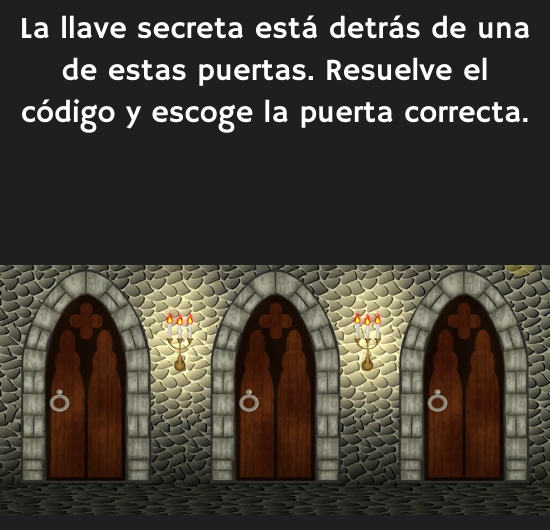 La llave secreta está detrás de una
de estas puertas. Resuelve el
código y escoge la puerta correcta.